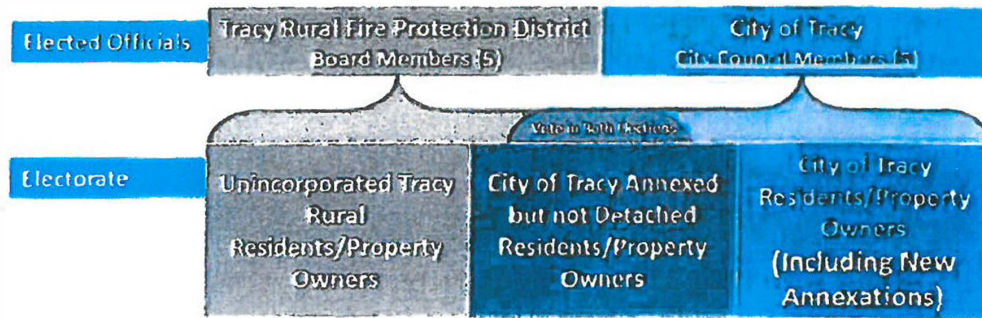 Elected Officials
Tracy Rural Fire Protection District
Board Members (5)
City of Tracy
City Council Members (5)
Vote in Both Elections
Electorate
Unincorporated Tracy
Rural
Residents/Property
Owners
City of Tracy Annexed
but not Detached
Residents/Property
Owners
City of Tracy
Residents/Property
Owners
(Including New
Annexations)